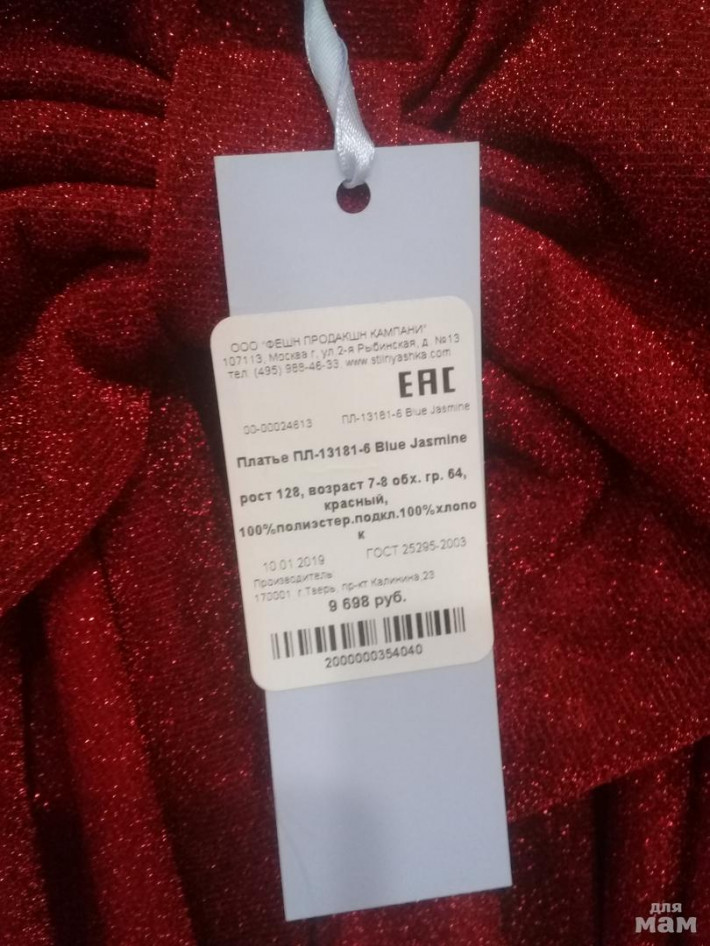 ООО "ФЕШН ПРОДАКШН КАМПАНИ"
107113, Москва г, ул 2-я Рыбинская, д. №13
тел. (495) 988-46-33 www stilnyashka.com
EAC
00-00024613 ПЛ-13181-6 Blue Jasmine
Платье ПЛ-13181-6 Blue Jasmine
рост 128, возраст 7-8 обх. гр. 64,
красный,
100%полиэстер.подкл.100%хлопо
к
10.01.2019 ГОСТ 25295-2003
Производитель
170001 г.Тверь, пр-кт Калинина,23
9 698 руб.
2000000354040
для
мам